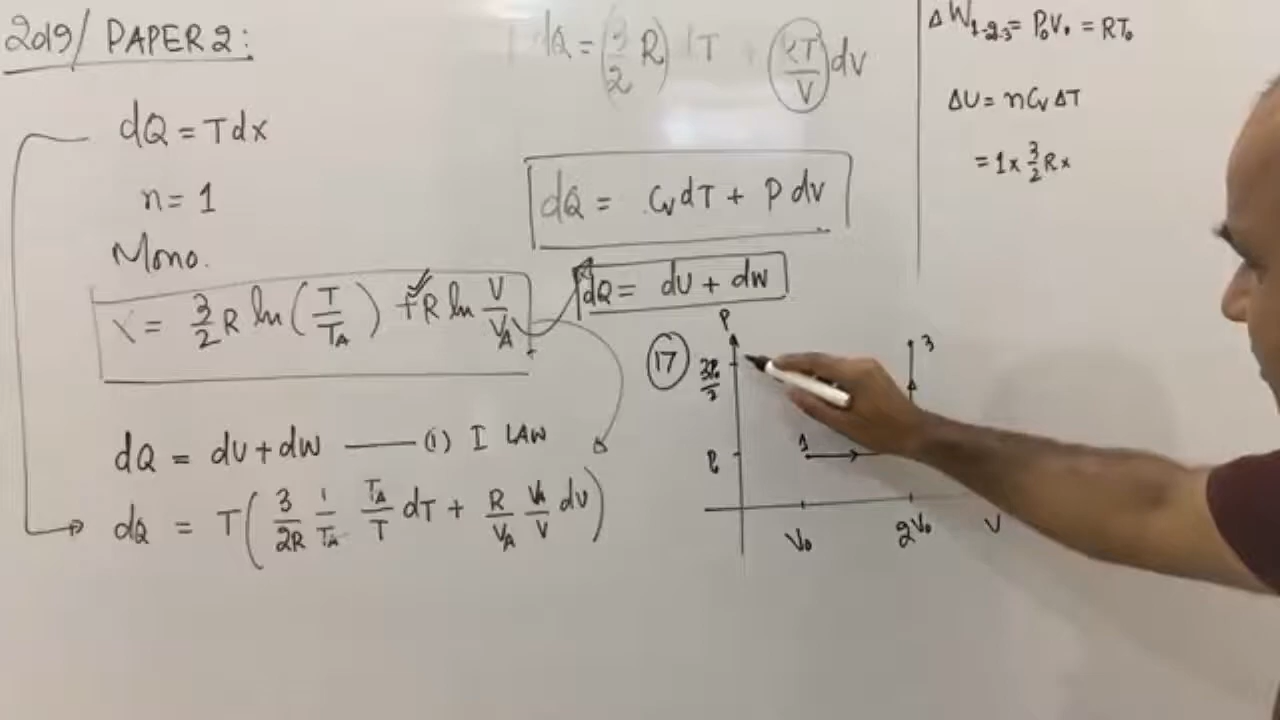 2019/ PAPER 2:
dQ = (3/2 R) dT + (RT/V) dV
dQ = T dx
n = 1
Mono.
X = 3/2 R ln(T/TA) + R ln V/VA
dQ = CV dT + P dV
dQ = dU + dW
dQ = dU + dW —— (1) I LAW
dQ = T(3/2R 1/TA TA/T dT + R/VA VA/V dV)
ΔW1-2-3 = P0V0 = RT0
ΔU = nCVΔT
= 1 × 3/2 R ×
17
P
3P0/2
P0
1
3
V0
2V0
V